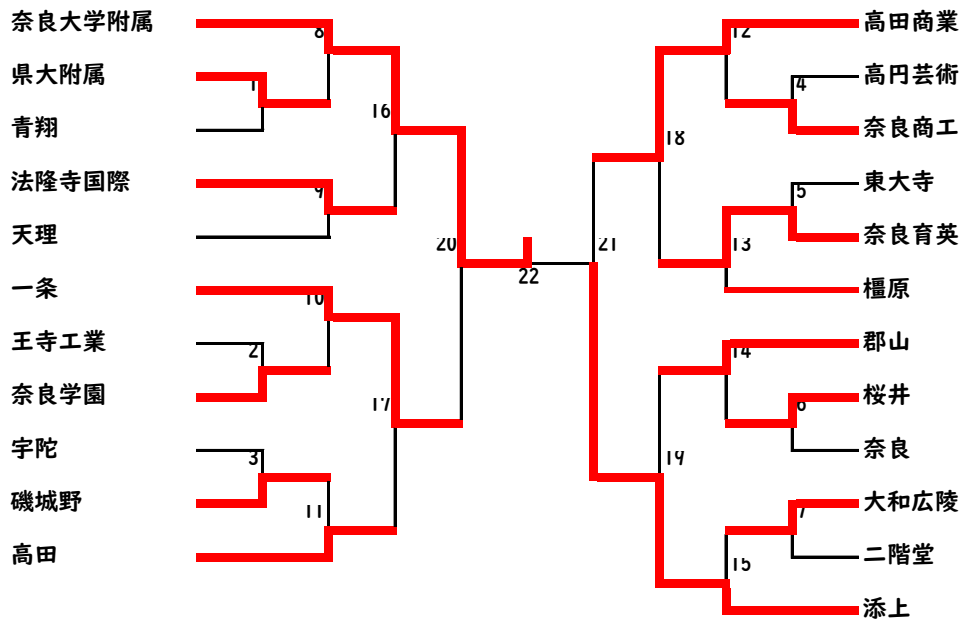 奈良大学附属
8
県大附属
1
青翔
16
法隆寺国際
9
天理
20
一条
10
王寺工業
2
奈良学園
17
宇陀
3
磯城野
11
高田
22
高田商業
12
高円芸術
4
奈良商工
18
東大寺
5
奈良育英
13
21
橿原
郡山
14
桜井
6
奈良
19
大和広陵
7
二階堂
15
添上